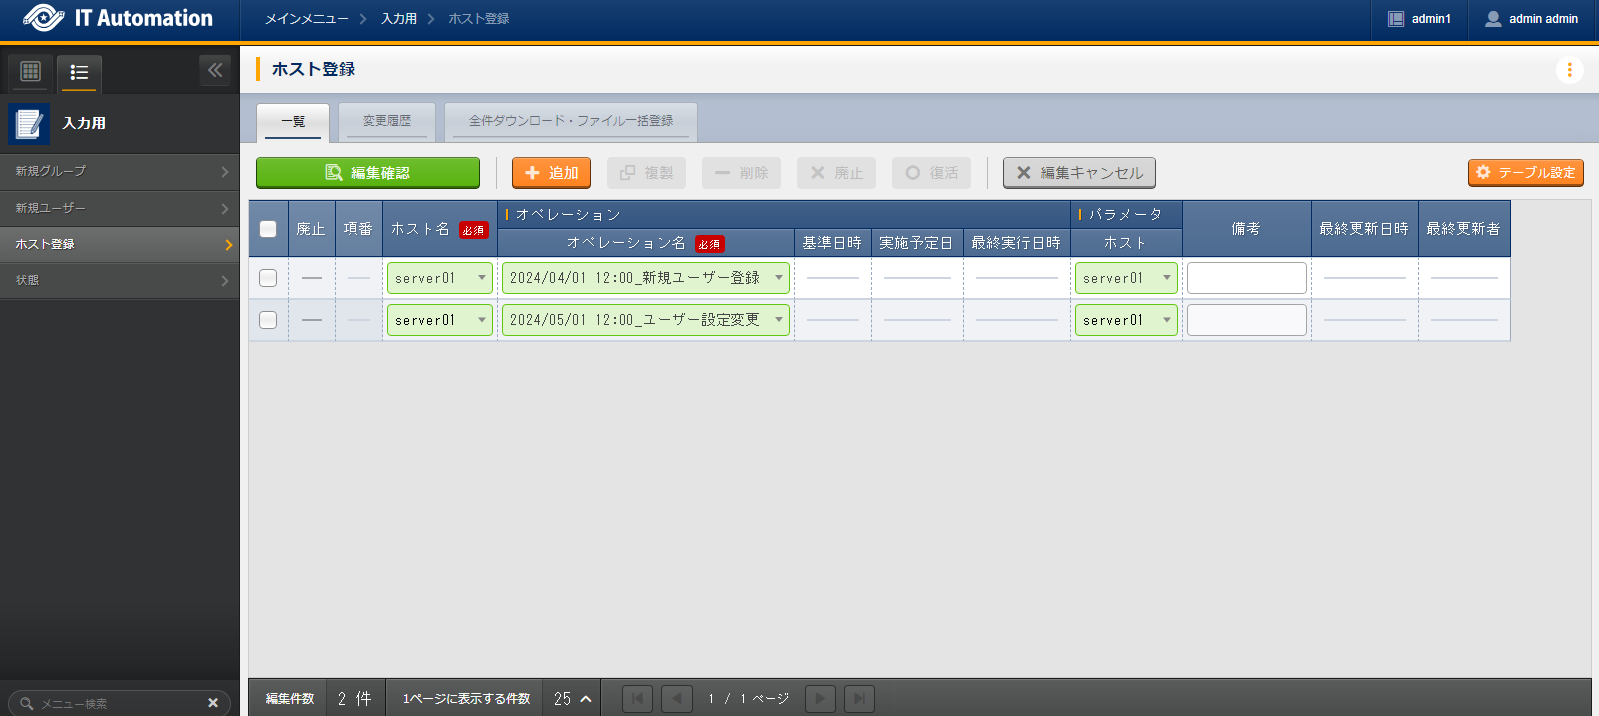 IT Automation
メインメニュー 入力用 ホスト登録
admin1
admin admin
入力用
新規グループ
新規ユーザー
ホスト登録
状態
メニュー検索
ホスト登録
一覧 変更履歴 全件ダウンロード・ファイル一括登録
編集確認 追加 複製 削除 廃止 復活 編集キャンセル テーブル設定
廃止 項番 ホスト名 必須 オペレーション パラメータ 備考 最終更新日時 最終更新者
オペレーション名 必須 基準日時 実施予定日 最終実行日時 ホスト
server01 2024/04/01 12:00_新規ユーザー登録 server01
server01 2024/05/01 12:00_ユーザー設定変更 server01
編集件数 2 件 1ページに表示する件数 25 1 / 1 ページ